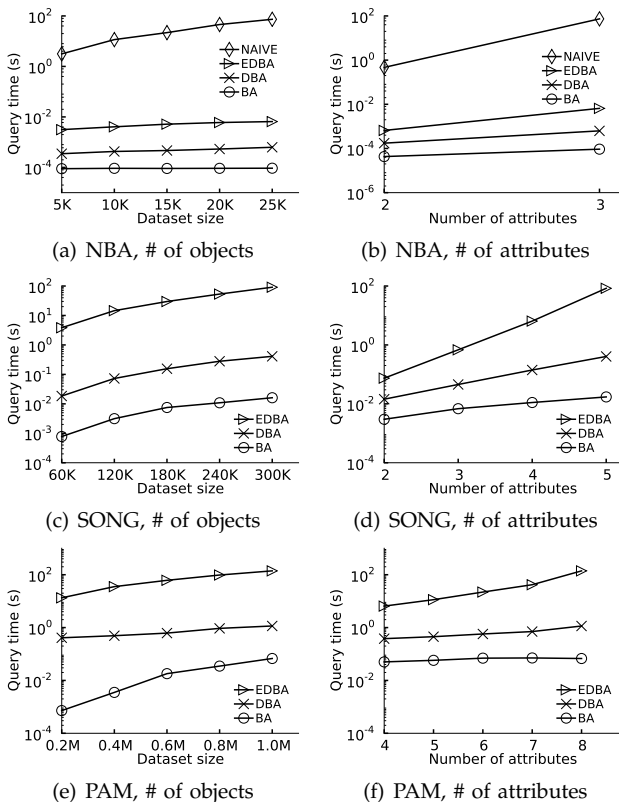 Query time (s)
10^2
10^0
10^-2
10^-4
NAIVE
EDBA
DBA
BA
5K 10K 15K 20K 25K
Dataset size
(a) NBA, # of objects
Query time (s)
10^2
10^0
10^-2
10^-4
10^-6
NAIVE
EDBA
DBA
BA
2 3
Number of attributes
(b) NBA, # of attributes
Query time (s)
10^2
10^1
10^0
10^-1
10^-2
10^-3
10^-4
EDBA
DBA
BA
60K 120K 180K 240K 300K
Dataset size
(c) SONG, # of objects
Query time (s)
10^2
10^0
10^-2
10^-4
EDBA
DBA
BA
2 3 4 5
Number of attributes
(d) SONG, # of attributes
Query time (s)
10^2
10^0
10^-2
10^-4
EDBA
DBA
BA
0.2M 0.4M 0.6M 0.8M 1.0M
Dataset size
(e) PAM, # of objects
Query time (s)
10^2
10^0
10^-2
10^-4
EDBA
DBA
BA
4 5 6 7 8
Number of attributes
(f) PAM, # of attributes